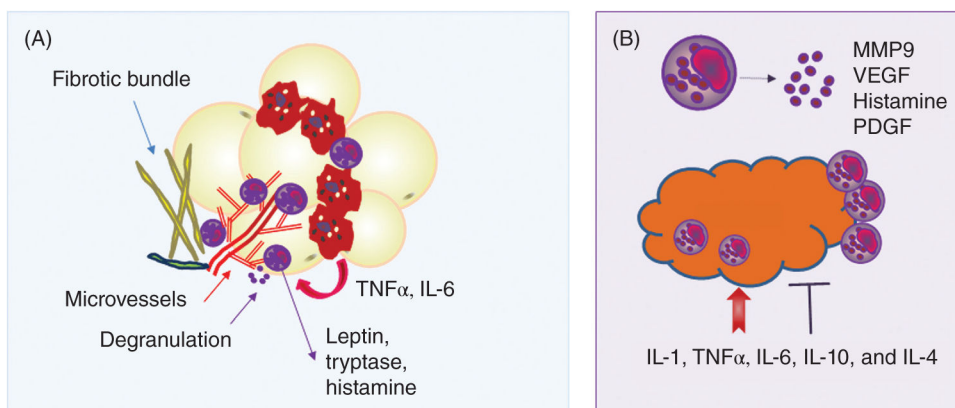 (A)
Fibrotic bundle
Microvessels
Degranulation
TNFα, IL-6
Leptin,
tryptase,
histamine
(B)
MMP9
VEGF
Histamine
PDGF
IL-1, TNFα, IL-6, IL-10, and IL-4